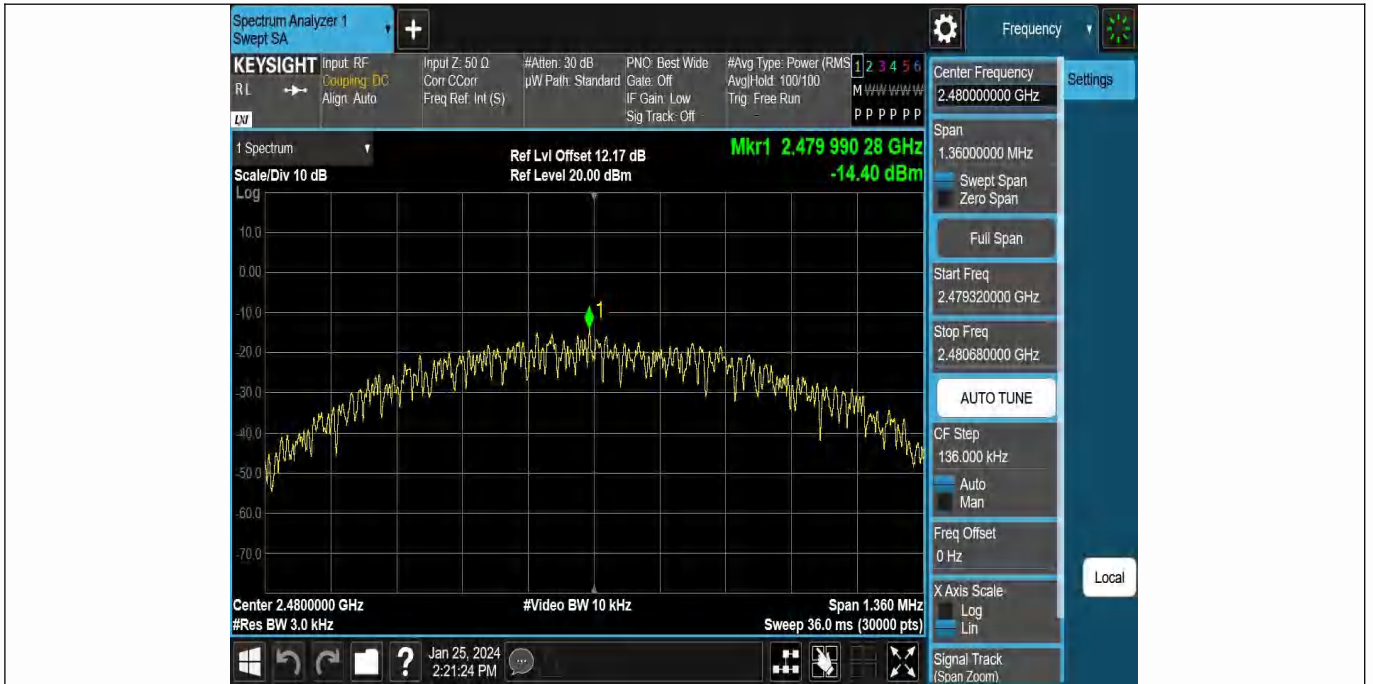 Spectrum Analyzer 1
Swept SA
+
Frequency
KEYSIGHT
RL
LXI
Input: RF
Coupling: DC
Align: Auto
Input Z: 50 Ω
Corr CCorr
Freq Ref: Int (S)
#Atten: 30 dB
µW Path: Standard
PNO: Best Wide
Gate: Off
IF Gain: Low
Sig Track: Off
#Avg Type: Power (RMS
Avg|Hold: 100/100
Trig: Free Run
1 2 3 4 5 6
M W W W W W
P P P P P P
1 Spectrum
Scale/Div 10 dB
Ref Lvl Offset 12.17 dB
Ref Level 20.00 dBm
Mkr1 2.479 990 28 GHz
-14.40 dBm
Log
10.0
0.00
-10.0
-20.0
-30.0
-40.0
-50.0
-60.0
-70.0
1
Center 2.4800000 GHz
#Res BW 3.0 kHz
#Video BW 10 kHz
Span 1.360 MHz
Sweep 36.0 ms (30000 pts)
?
Jan 25, 2024
2:21:24 PM
Center Frequency
2.480000000 GHz
Settings
Span
1.36000000 MHz
Swept Span
Zero Span
Full Span
Start Freq
2.479320000 GHz
Stop Freq
2.480680000 GHz
AUTO TUNE
CF Step
136.000 kHz
Auto
Man
Freq Offset
0 Hz
X Axis Scale
Log
Lin
Local
Signal Track
(Span Zoom)